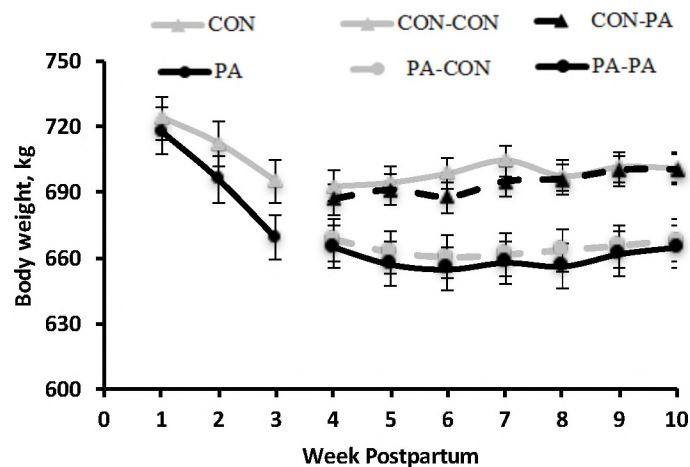 CON CON-CON CON-PA
PA PA-CON PA-PA
750
720
690
660
630
600
Body weight, kg
0 1 2 3 4 5 6 7 8 9 10
Week Postpartum